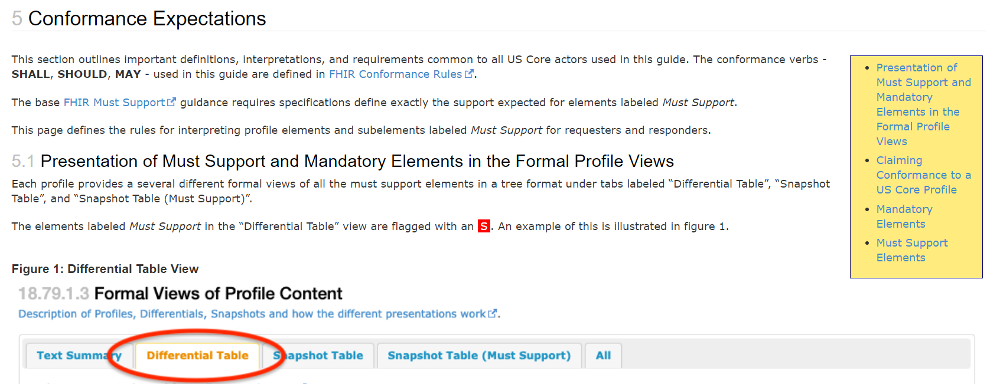 5 Conformance Expectations
This section outlines important definitions, interpretations, and requirements common to all US Core actors used in this guide. The conformance verbs -
SHALL, SHOULD, MAY - used in this guide are defined in FHIR Conformance Rules.
The base FHIR Must Support guidance requires specifications define exactly the support expected for elements labeled Must Support.
This page defines the rules for interpreting profile elements and subelements labeled Must Support for requesters and responders.
5.1 Presentation of Must Support and Mandatory Elements in the Formal Profile Views
Each profile provides a several different formal views of all the must support elements in a tree format under tabs labeled “Differential Table”, “Snapshot
Table”, and “Snapshot Table (Must Support)”.
The elements labeled Must Support in the “Differential Table” view are flagged with an S. An example of this is illustrated in figure 1.
Presentation of
Must Support and
Mandatory
Elements in the
Formal Profile
Views
Claiming
Conformance to a
US Core Profile
Mandatory
Elements
Must Support
Elements
Figure 1: Differential Table View
18.79.1.3 Formal Views of Profile Content
Description of Profiles, Differentials, Snapshots and how the different presentations work.
Text Summary
Differential Table
Snapshot Table
Snapshot Table (Must Support)
All